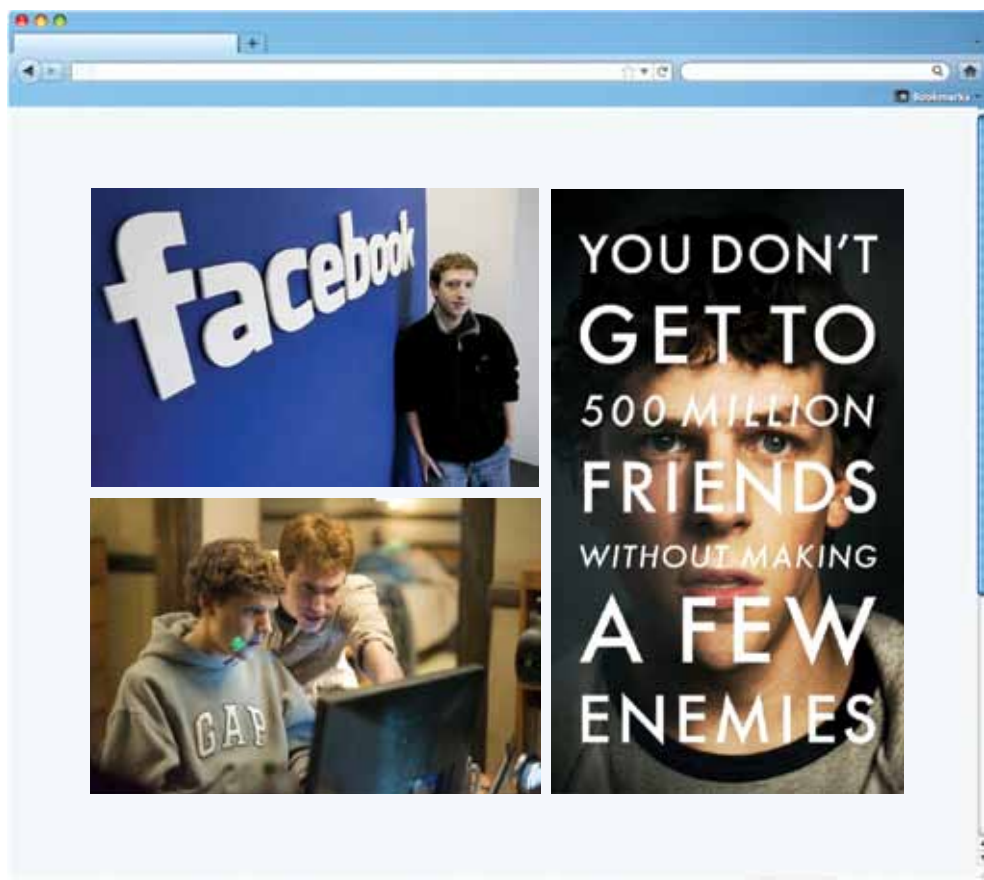 Bookmarks
facebook
YOU DON'T
GET TO
500 MILLION
FRIENDS
WITHOUT MAKING
A FEW
ENEMIES
GAP